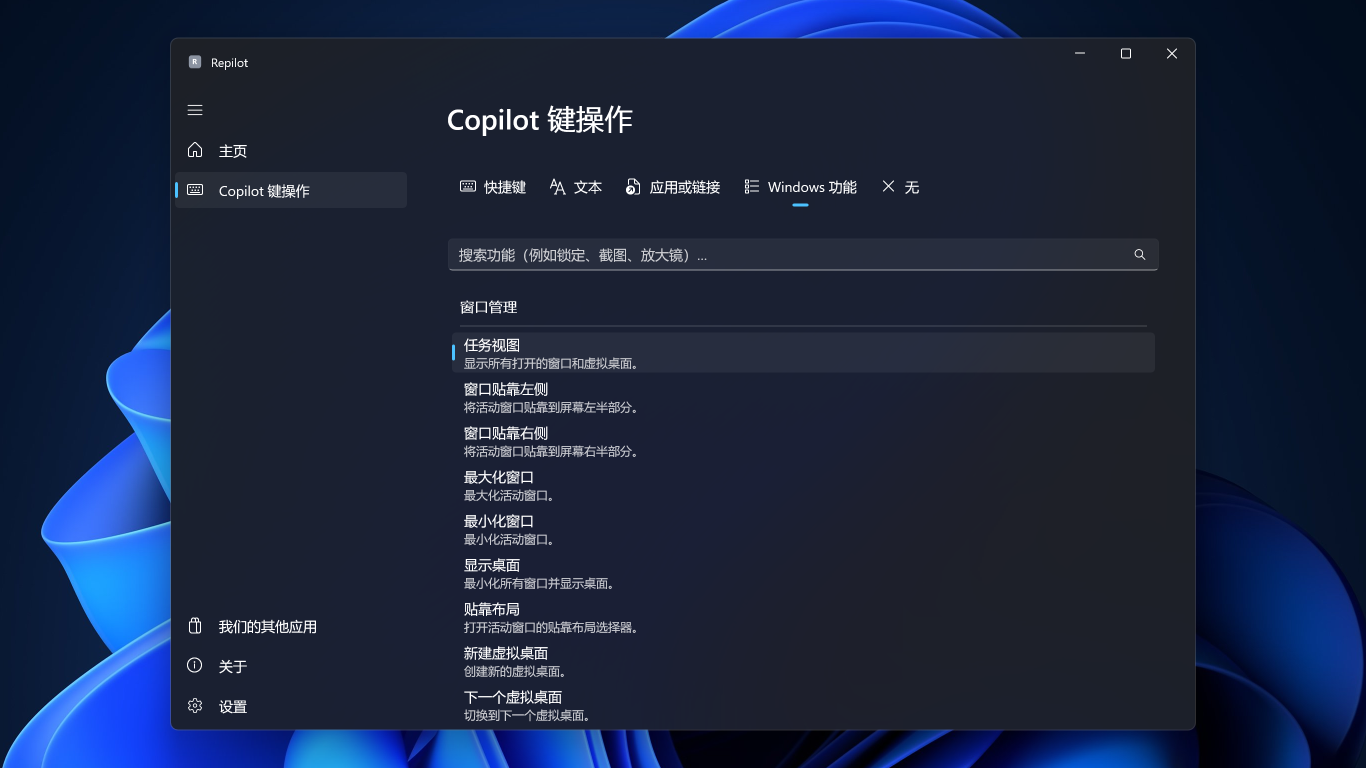 R
Repilot
主页
Copilot 键操作
我们的其他应用
关于
设置
Copilot 键操作
快捷键 文本 应用或链接 Windows 功能 无
搜索功能（例如锁定、截图、放大镜）...
窗口管理
任务视图
显示所有打开的窗口和虚拟桌面。
窗口贴靠左侧
将活动窗口贴靠到屏幕左半部分。
窗口贴靠右侧
将活动窗口贴靠到屏幕右半部分。
最大化窗口
最大化活动窗口。
最小化窗口
最小化活动窗口。
显示桌面
最小化所有窗口并显示桌面。
贴靠布局
打开活动窗口的贴靠布局选择器。
新建虚拟桌面
创建新的虚拟桌面。
下一个虚拟桌面
切换到下一个虚拟桌面。